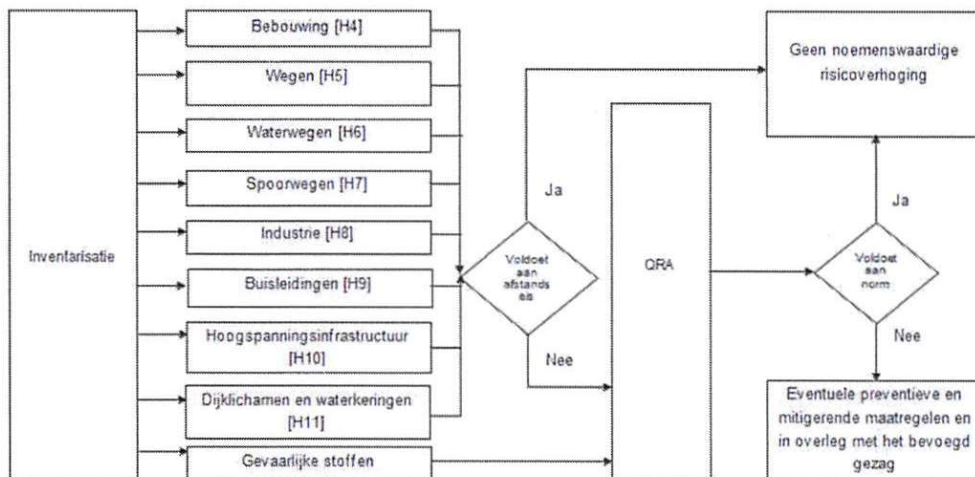 Inventarisatie
Bebouwing [H4]
Wegen [H5]
Waterwegen [H6]
Spoorwegen [H7]
Industrie [H8]
Buisleidingen [H9]
Hoogspanningsinfrastructuur
[H10]
Dijklichamen en waterkeringen
[H11]
Gevaarlijke stoffen
Voldoet
aan
afstands
eis
Ja
Nee
QRA
Geen noemenswaardige
risicoverhoging
Ja
Voldoet
aan
norm
Nee
Eventuele preventieve en
mitigerende maatregelen en
in overleg met het bevoegd
gezag